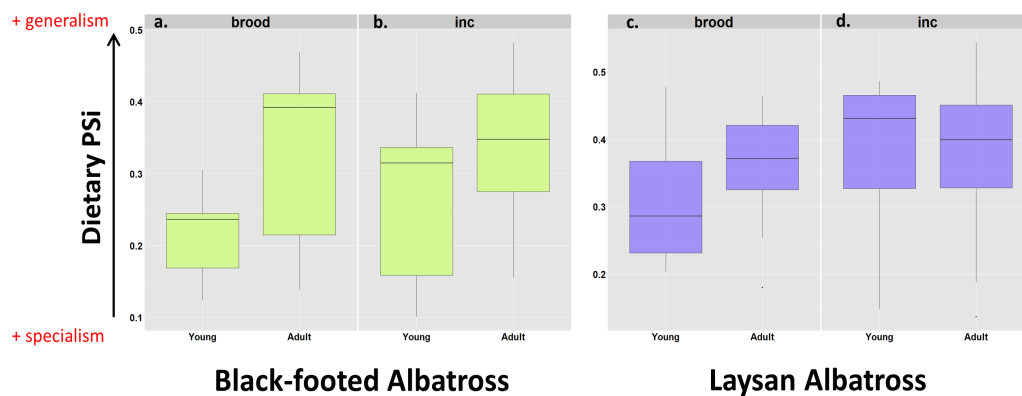 + generalism
a. brood b. inc
c. brood d. inc
0.5
0.4
0.3
0.2
0.1
Dietary PSi
0.5
0.4
0.3
0.2
+ specialism
Young Adult Young Adult
Young Adult Young Adult
Black-footed Albatross
Laysan Albatross